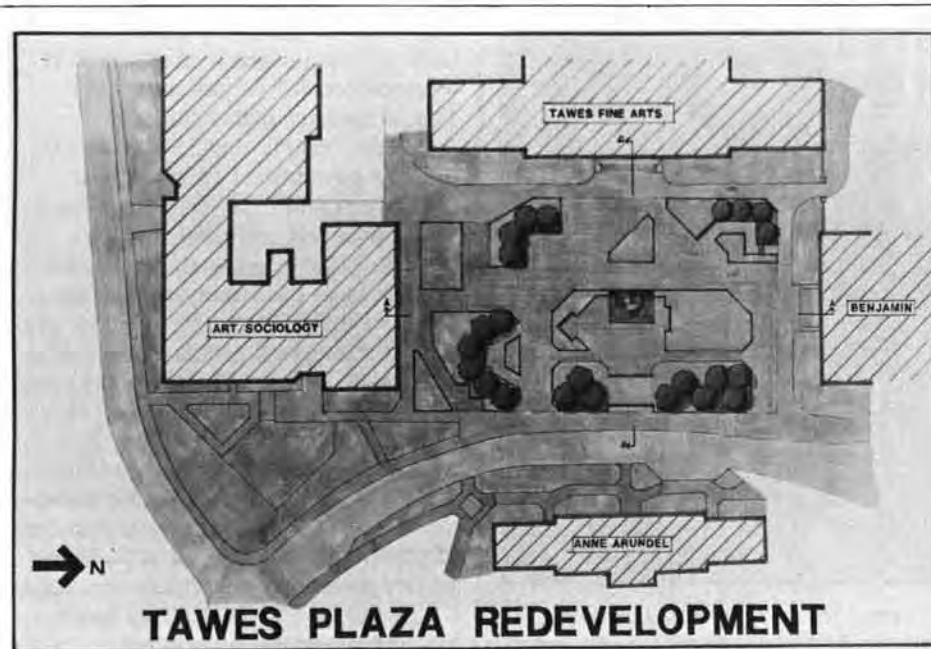 TAWES FINE ARTS
ART/SOCIOLOGY
BENJAMIN
ANNE ARUNDEL
N
TAWES PLAZA REDEVELOPMENT